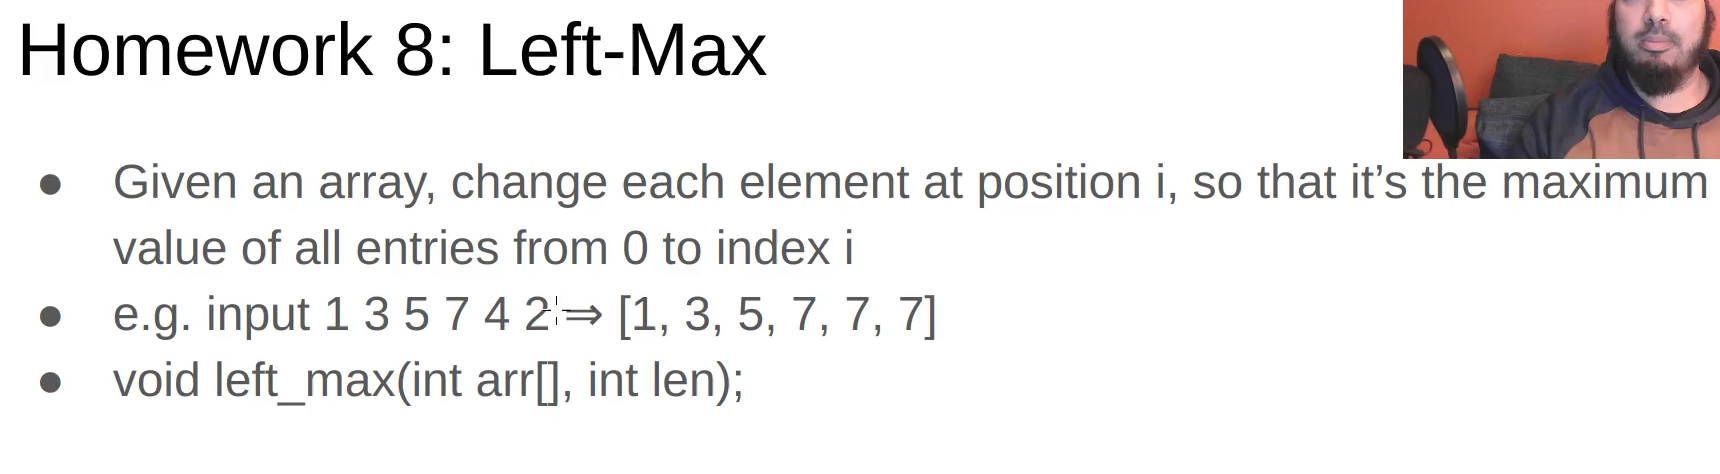 Homework 8: Left-Max
● Given an array, change each element at position i, so that it’s the maximum
value of all entries from 0 to index i
● e.g. input 1 3 5 7 4 2 ⇒ [1, 3, 5, 7, 7, 7]
● void left_max(int arr[], int len);